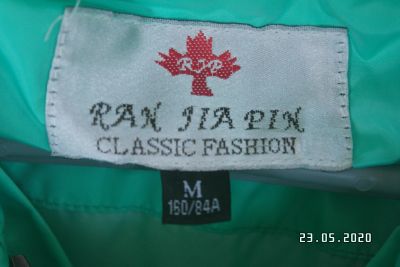 RJP
RAN JIA PIN
CLASSIC FASHION
M
160/84A
23.05.2020